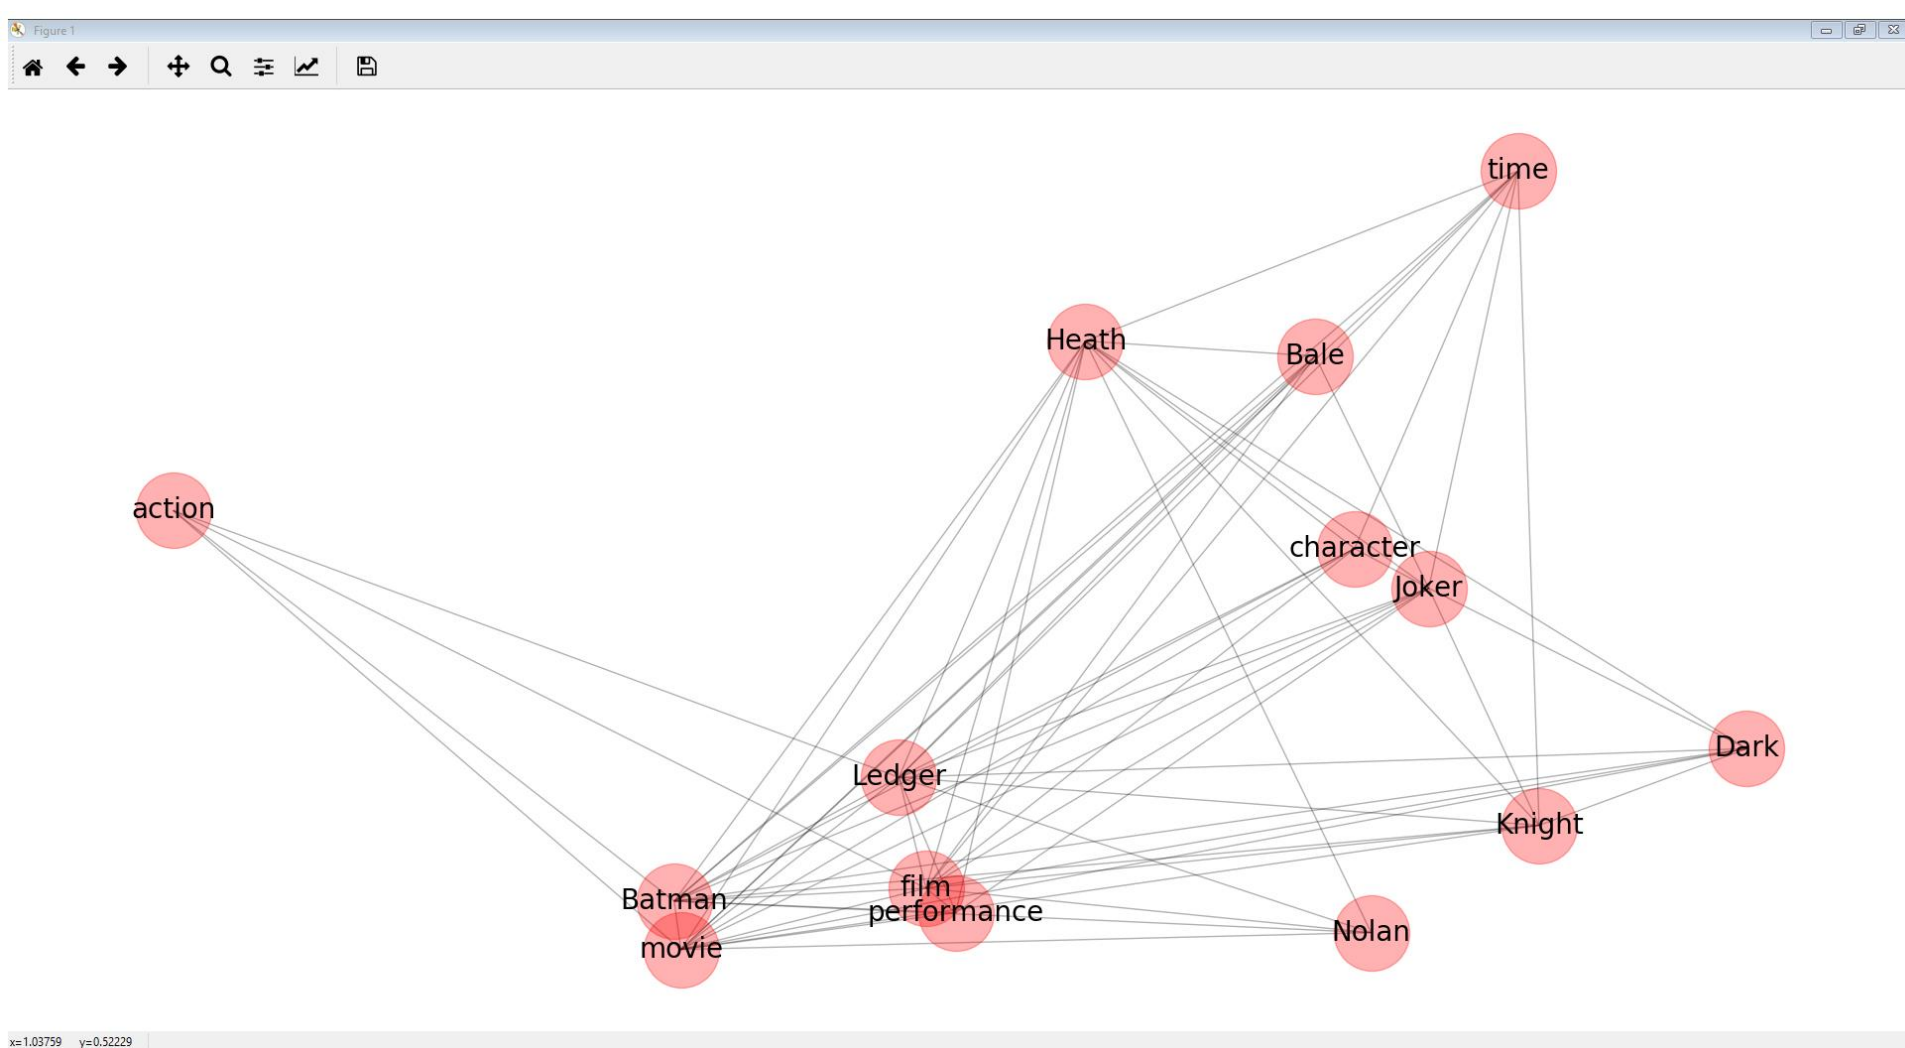 Figure 1
time
Heath
Bale
action
character
Joker
Dark
Ledger
Knight
film
Batman
performance
Nolan
movie
x=1.03759 y=0.52229